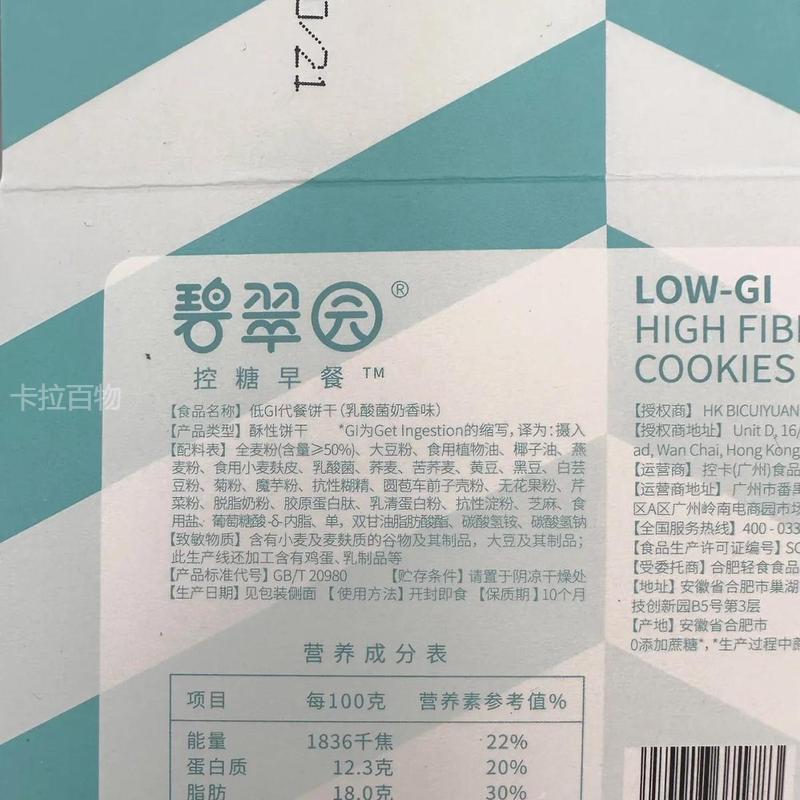 0/21
碧翠园®
控糖早餐™
【食品名称】低GI代餐饼干(乳酸菌奶香味)
【产品类型】酥性饼干 *GI为Get Ingestion的缩写,译为:摄入
【配料表】全麦粉(含量≥50%)、大豆粉、食用植物油、椰子油、燕
麦粉、食用小麦麸皮、乳酸菌、荞麦、苦荞麦、黄豆、黑豆、白芸
豆粉、菊粉、魔芋粉、抗性糊精、圆苞车前子壳粉、无花果粉、芹
菜粉、脱脂奶粉、胶原蛋白肽、乳清蛋白粉、抗性淀粉、芝麻、食
用盐、葡萄糖酸-δ-内脂、单,双甘油脂肪酸酯、碳酸氢铵、碳酸氢钠
【致敏物质】含有小麦及麦麸质的谷物及其制品,大豆及其制品;
此生产线还加工含有鸡蛋、乳制品等
【产品标准代号】GB/T 20980 【贮存条件】请置于阴凉干燥处
【生产日期】见包装侧面 【使用方法】开封即食 【保质期】10个月
营养成分表
项目 每100克 营养素参考值%
能量 1836千焦 22%
蛋白质 12.3克 20%
脂肪 18.0克 30%
LOW-GI
HIGH FIB
COOKIES
【授权商】 HK BICUIYUAN
【授权商地址】 Unit D, 16/
ad, Wan Chai, Hong Kong
【运营商】 控卡(广州)食品
【运营商地址】 广州市番禺
区A区广州岭南电商园市场
【全国服务热线】 400-033
【食品生产许可证编号】SC
【受委托商】合肥轻食食品
【地址】安徽省合肥市巢湖
技创新园B5号第3层
【产地】安徽省合肥市
0添加蔗糖*,*生产过程中
卡拉百物